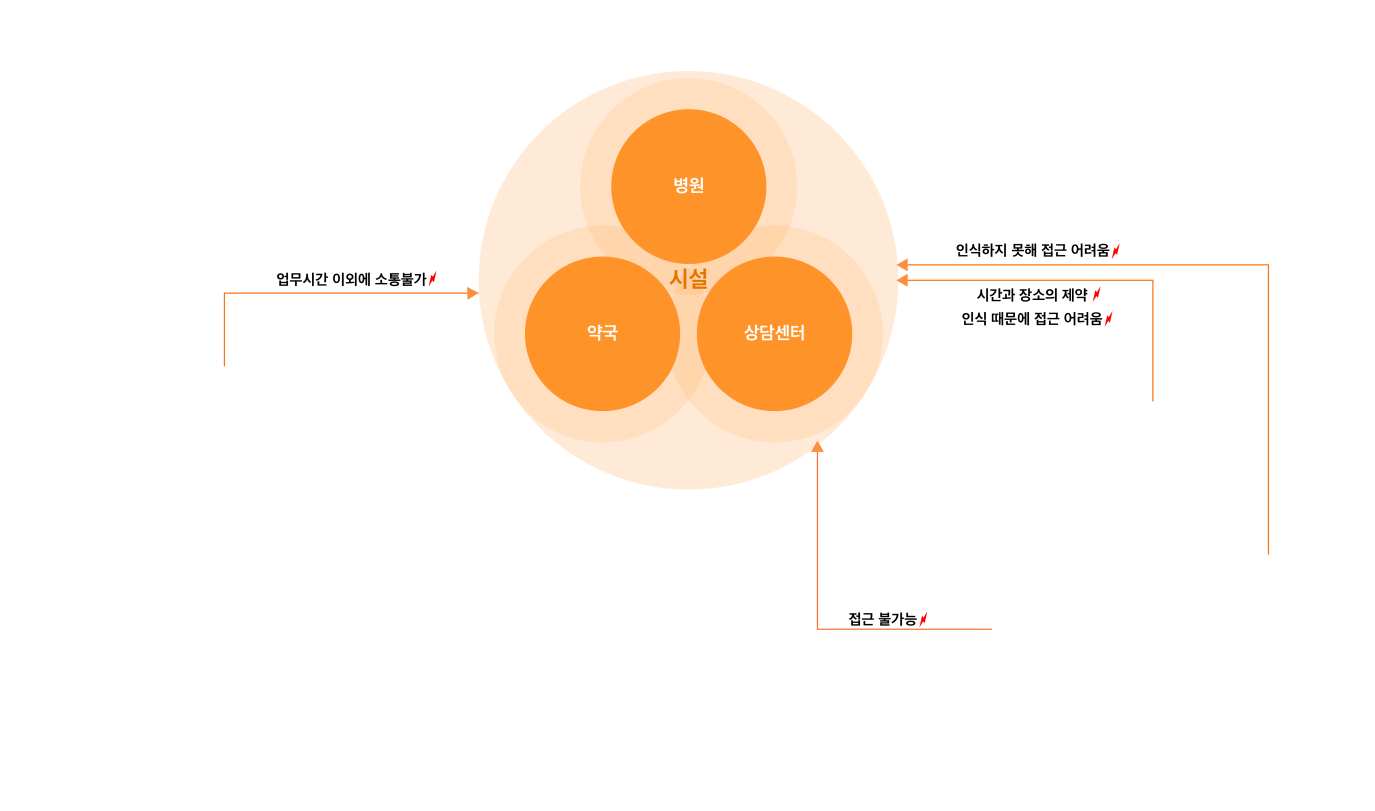 병원
시설
약국
상담센터
업무시간 이외에 소통불가
인식하지 못해 접근 어려움
시간과 장소의 제약
인식 때문에 접근 어려움
접근 불가능